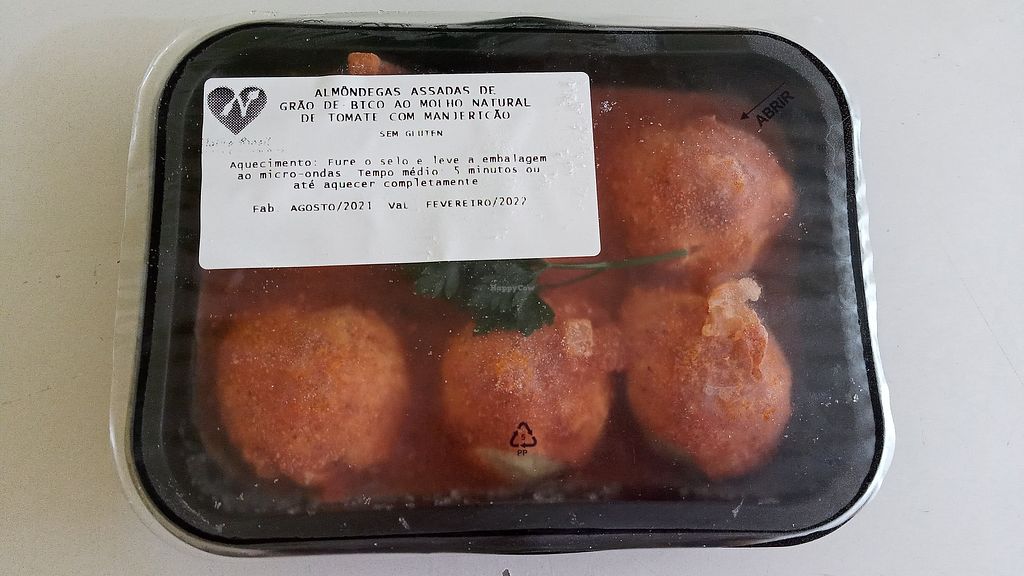 ALMÔNDEGAS ASSADAS DE
GRÃO DE BICO AO MOLHO NATURAL
DE TOMATE COM MANJERICÃO
SEM GLUTEN
Aquecimento: Fure o selo e leve a embalagem
ao micro-ondas Tempo médio 5 minutos ou
até aquecer completamente
Fab AGOSTO/2021 Val FEVEREIRO/2022
ABRIR
HappyCow
5
PP